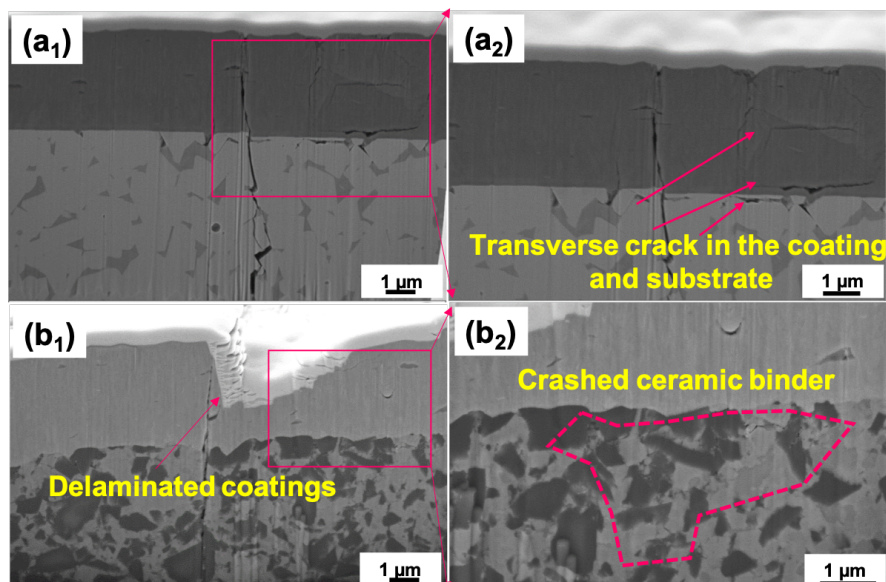 (a1)
(a2)
Transverse crack in the coating
and substrate
1 μm
1 μm
(b1)
(b2)
Crashed ceramic binder
Delaminated coatings
1 μm
1 μm